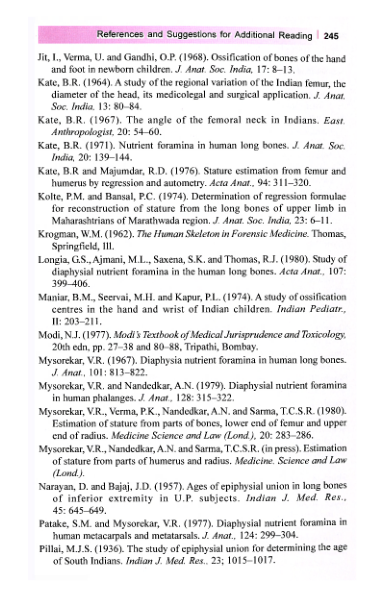 References and Suggestions for Additional Reading | 245
Jit, I., Verma, U. and Gandhi, O.P. (1968). Ossification of bones of the hand
and foot in newborn children. J. Anat. Soc. India, 17: 8–13.
Kate, B.R. (1964). A study of the regional variation of the Indian femur, the
diameter of the head, its medicolegal and surgical application. J. Anat.
Soc. India, 13: 80–84.
Kate, B.R. (1967). The angle of the femoral neck in Indians. East.
Anthropologist, 20: 54–60.
Kate, B.R. (1971). Nutrient foramina in human long bones. J. Anat. Soc.
India, 20: 139–144.
Kate, B.R and Majumdar, R.D. (1976). Stature estimation from femur and
humerus by regression and autometry. Acta Anat., 94: 311–320.
Kolte, P.M. and Bansal, P.C. (1974). Determination of regression formulae
for reconstruction of stature from the long bones of upper limb in
Maharashtrians of Marathwada region. J. Anat. Soc. India, 23: 6–11.
Krogman, W.M. (1962). The Human Skeleton in Forensic Medicine. Thomas,
Springfield, Ill.
Longia, G.S., Ajmani, M.L., Saxena, S.K. and Thomas, R.J. (1980). Study of
diaphysial nutrient foramina in the human long bones. Acta Anat., 107:
399–406.
Maniar, B.M., Seervai, M.H. and Kapur, P.L. (1974). A study of ossification
centres in the hand and wrist of Indian children. Indian Pediatr.,
II: 203–211.
Modi, N.J. (1977). Modi's Textbook of Medical Jurisprudence and Toxicology,
20th edn, pp. 27–38 and 80–88, Tripathi, Bombay.
Mysorekar, V.R. (1967). Diaphysia nutrient foramina in human long bones.
J. Anat., 101: 813–822.
Mysorekar, V.R. and Nandedkar, A.N. (1979). Diaphysial nutrient foramina
in human phalanges. J. Anat., 128: 315–322.
Mysorekar, V.R., Verma, P.K., Nandedkar, A.N. and Sarma, T.C.S.R. (1980).
Estimation of stature from parts of bones, lower end of femur and upper
end of radius. Medicine Science and Law (Lond.), 20: 283–286.
Mysorekar, V.R., Nandedkar, A.N. and Sarma, T.C.S.R. (in press). Estimation
of stature from parts of humerus and radius. Medicine. Science and Law
(Lond.).
Narayan, D. and Bajaj, J.D. (1957). Ages of epiphysial union in long bones
of inferior extremity in U.P. subjects. Indian J. Med. Res.,
45: 645–649.
Patake, S.M. and Mysorekar, V.R. (1977). Diaphysial nutrient foramina in
human metacarpals and metatarsals. J. Anat., 124: 299–304.
Pillai, M.J.S. (1936). The study of epiphysial union for determining the age
of South Indians. Indian J. Med. Res., 23; 1015–1017.